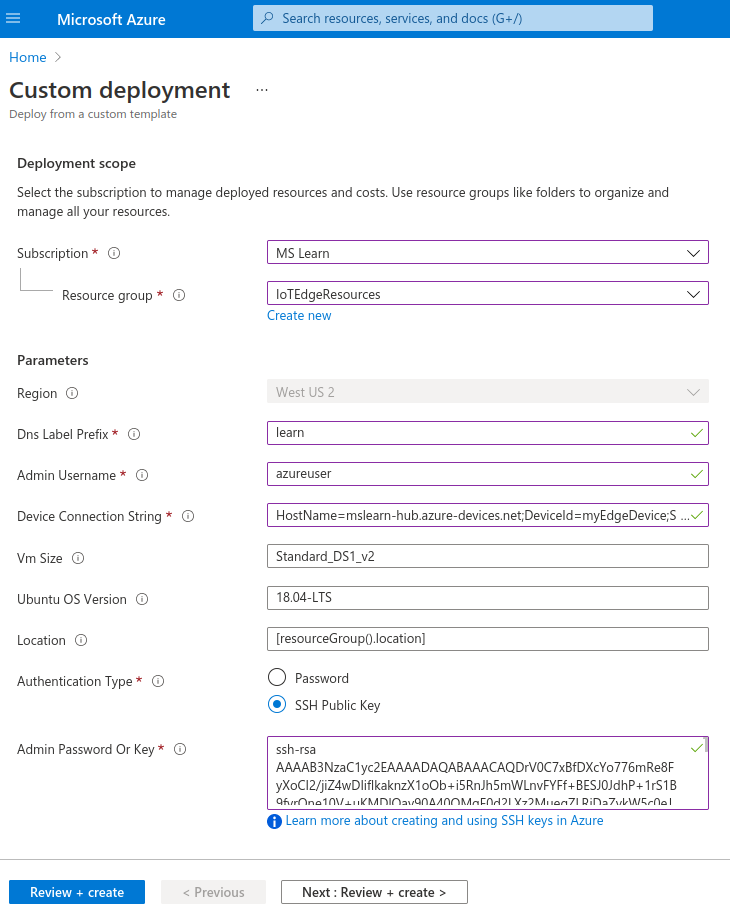 Microsoft Azure
Search resources, services, and docs (G+/)
Home >
Custom deployment ...
Deploy from a custom template
Deployment scope
Select the subscription to manage deployed resources and costs. Use resource groups like folders to organize and
manage all your resources.
Subscription *
MS Learn
Resource group *
IoTEdgeResources
Create new
Parameters
Region
West US 2
Dns Label Prefix *
learn
Admin Username *
azureuser
Device Connection String *
HostName=mslearn-hub.azure-devices.net;DeviceId=myEdgeDevice;S ...
Vm Size
Standard_DS1_v2
Ubuntu OS Version
18.04-LTS
Location
[resourceGroup().location]
Authentication Type *
Password
SSH Public Key
Admin Password Or Key *
ssh-rsa
AAAAB3NzaC1yc2EAAAADAQABAAACAQDrV0C7xBfDXcYo776mRe8F
yXoCl2/jiZ4wDIiflkaknzX1oOb+i5RnJh5mWLnvFYFf+BESJ0JdhP+1rS1B
Learn more about creating and using SSH keys in Azure
Review + create
< Previous
Next : Review + create >